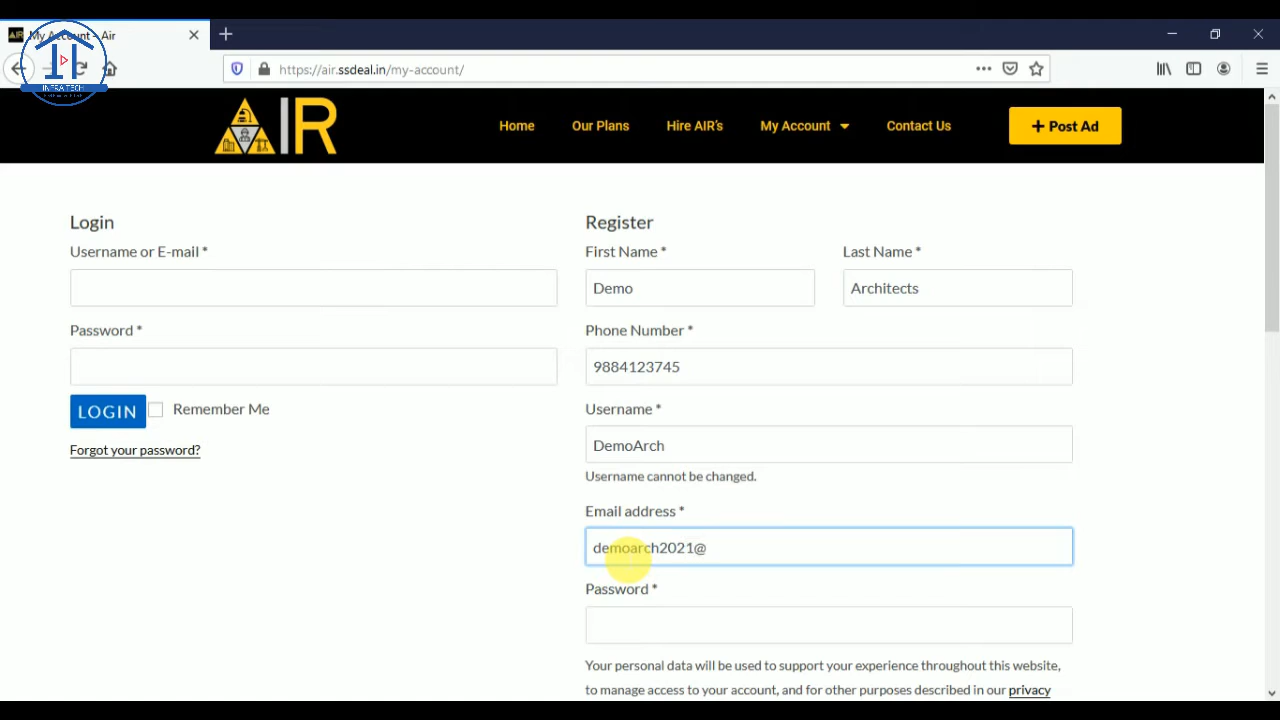 AIR My Account - Air
IT
INFRA TECH
https://air.ssdeal.in/my-account/
AIR
Home
Our Plans
Hire AIR's
My Account
Contact Us
+ Post Ad
Login
Username or E-mail *
Password *
LOGIN
Remember Me
Forgot your password?
Register
First Name *
Last Name *
Demo
Architects
Phone Number *
9884123745
Username *
DemoArch
Username cannot be changed.
Email address *
demoarch2021@
Password *
Your personal data will be used to support your experience throughout this website,
to manage access to your account, and for other purposes described in our privacy